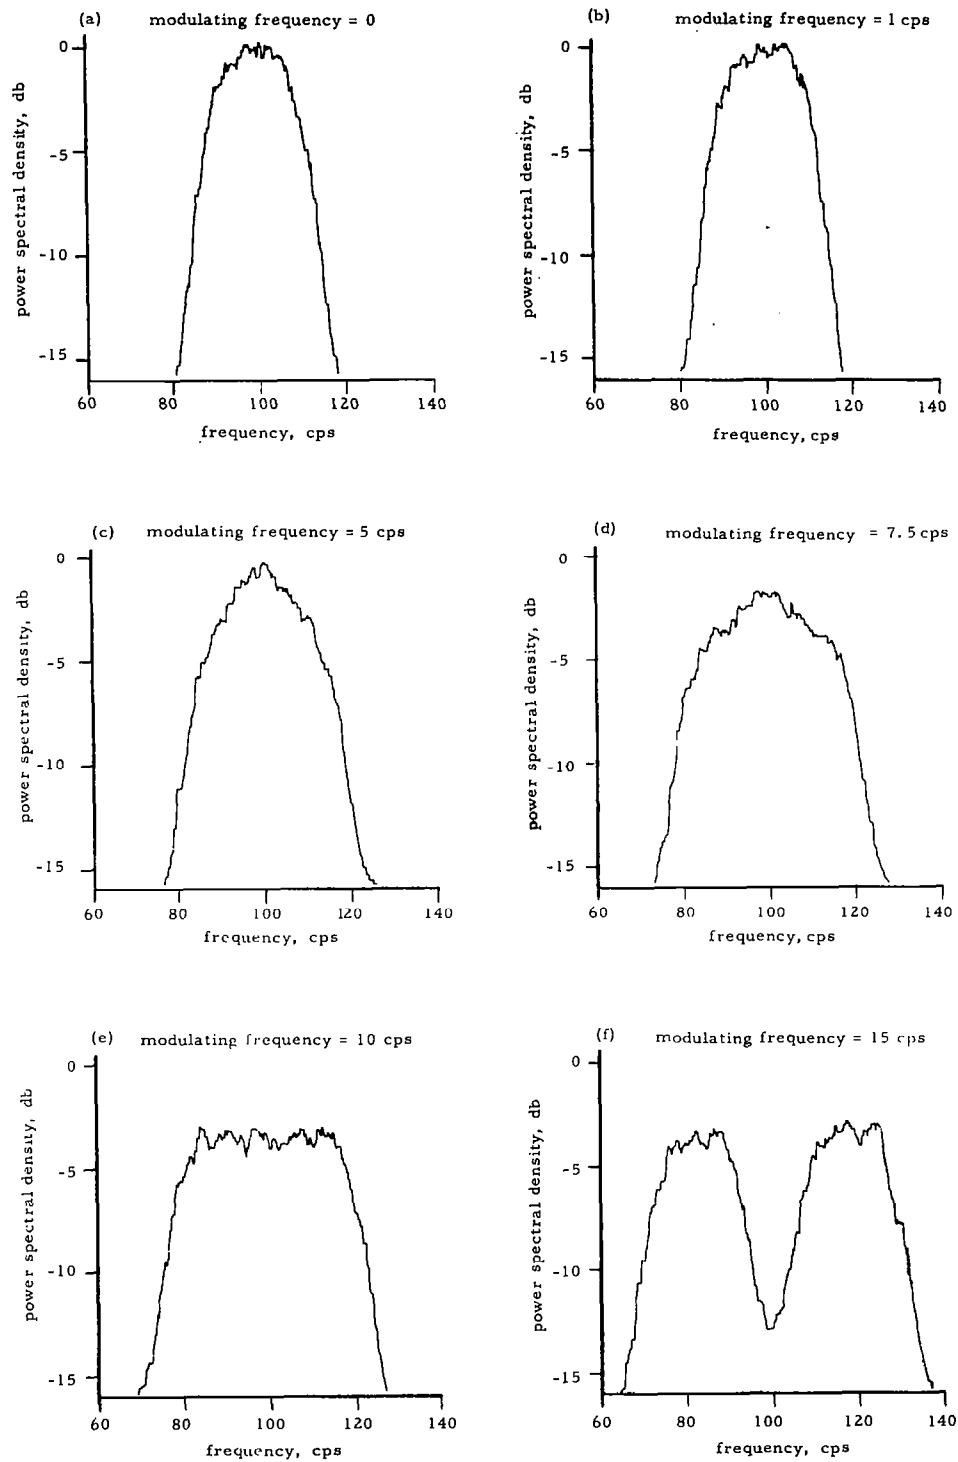 (a) modulating frequency = 0
0
-5
-10
-15
power spectral density, db
60 80 100 120 140
frequency, cps
(b) modulating frequency = 1 cps
0
-5
-10
-15
power spectral density, db
60 80 100 120 140
frequency, cps
(c) modulating frequency = 5 cps
0
-5
-10
-15
power spectral density, db
60 80 100 120 140
frequency, cps
(d) modulating frequency = 7.5 cps
0
-5
-10
-15
power spectral density, db
60 80 100 120 140
frequency, cps
(e) modulating frequency = 10 cps
0
-5
-10
-15
power spectral density, db
60 80 100 120 140
frequency, cps
(f) modulating frequency = 15 cps
0
-5
-10
-15
power spectral density, db
60 80 100 120 140
frequency, cps